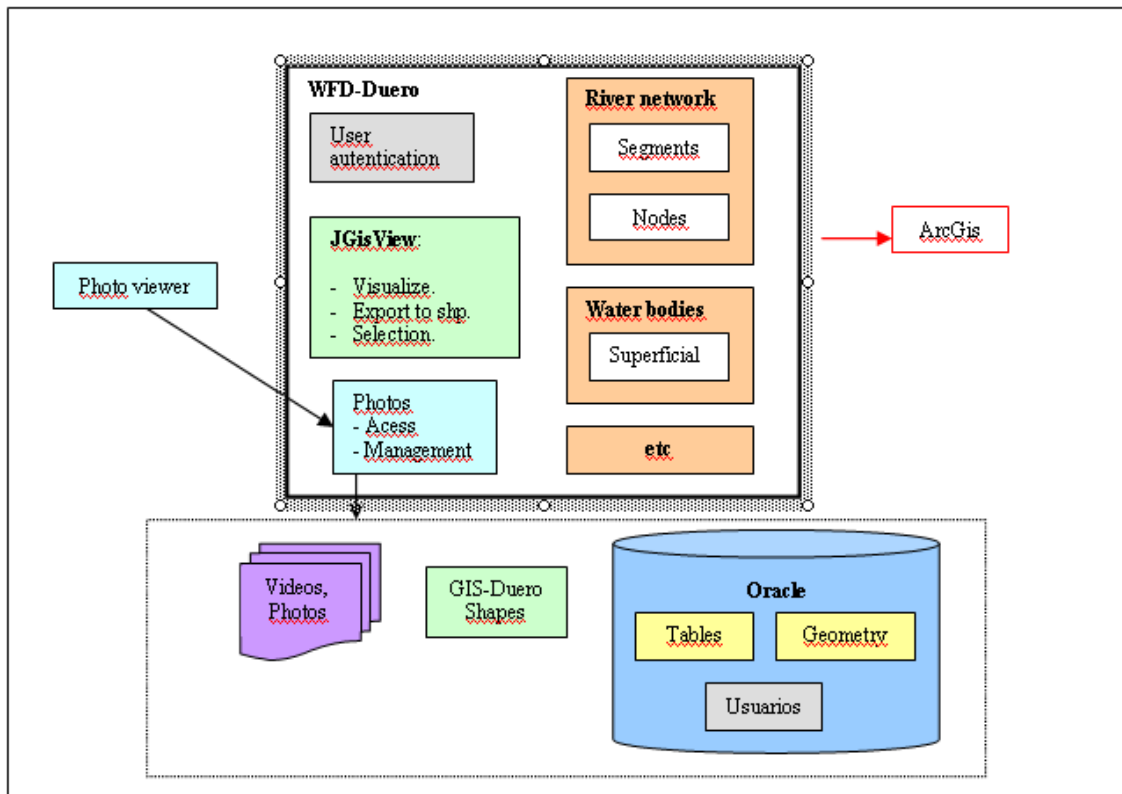 WFD-Duero
User
autentication
JGisView:
- Visualize.
- Export to shp.
- Selection.
Photos
- Acess
- Management
River network
Segments
Nodes
Water bodies
Superficial
etc
Photo viewer
ArcGis
Videos,
Photos
GIS-Duero
Shapes
Oracle
Tables
Geometry
Usuarios